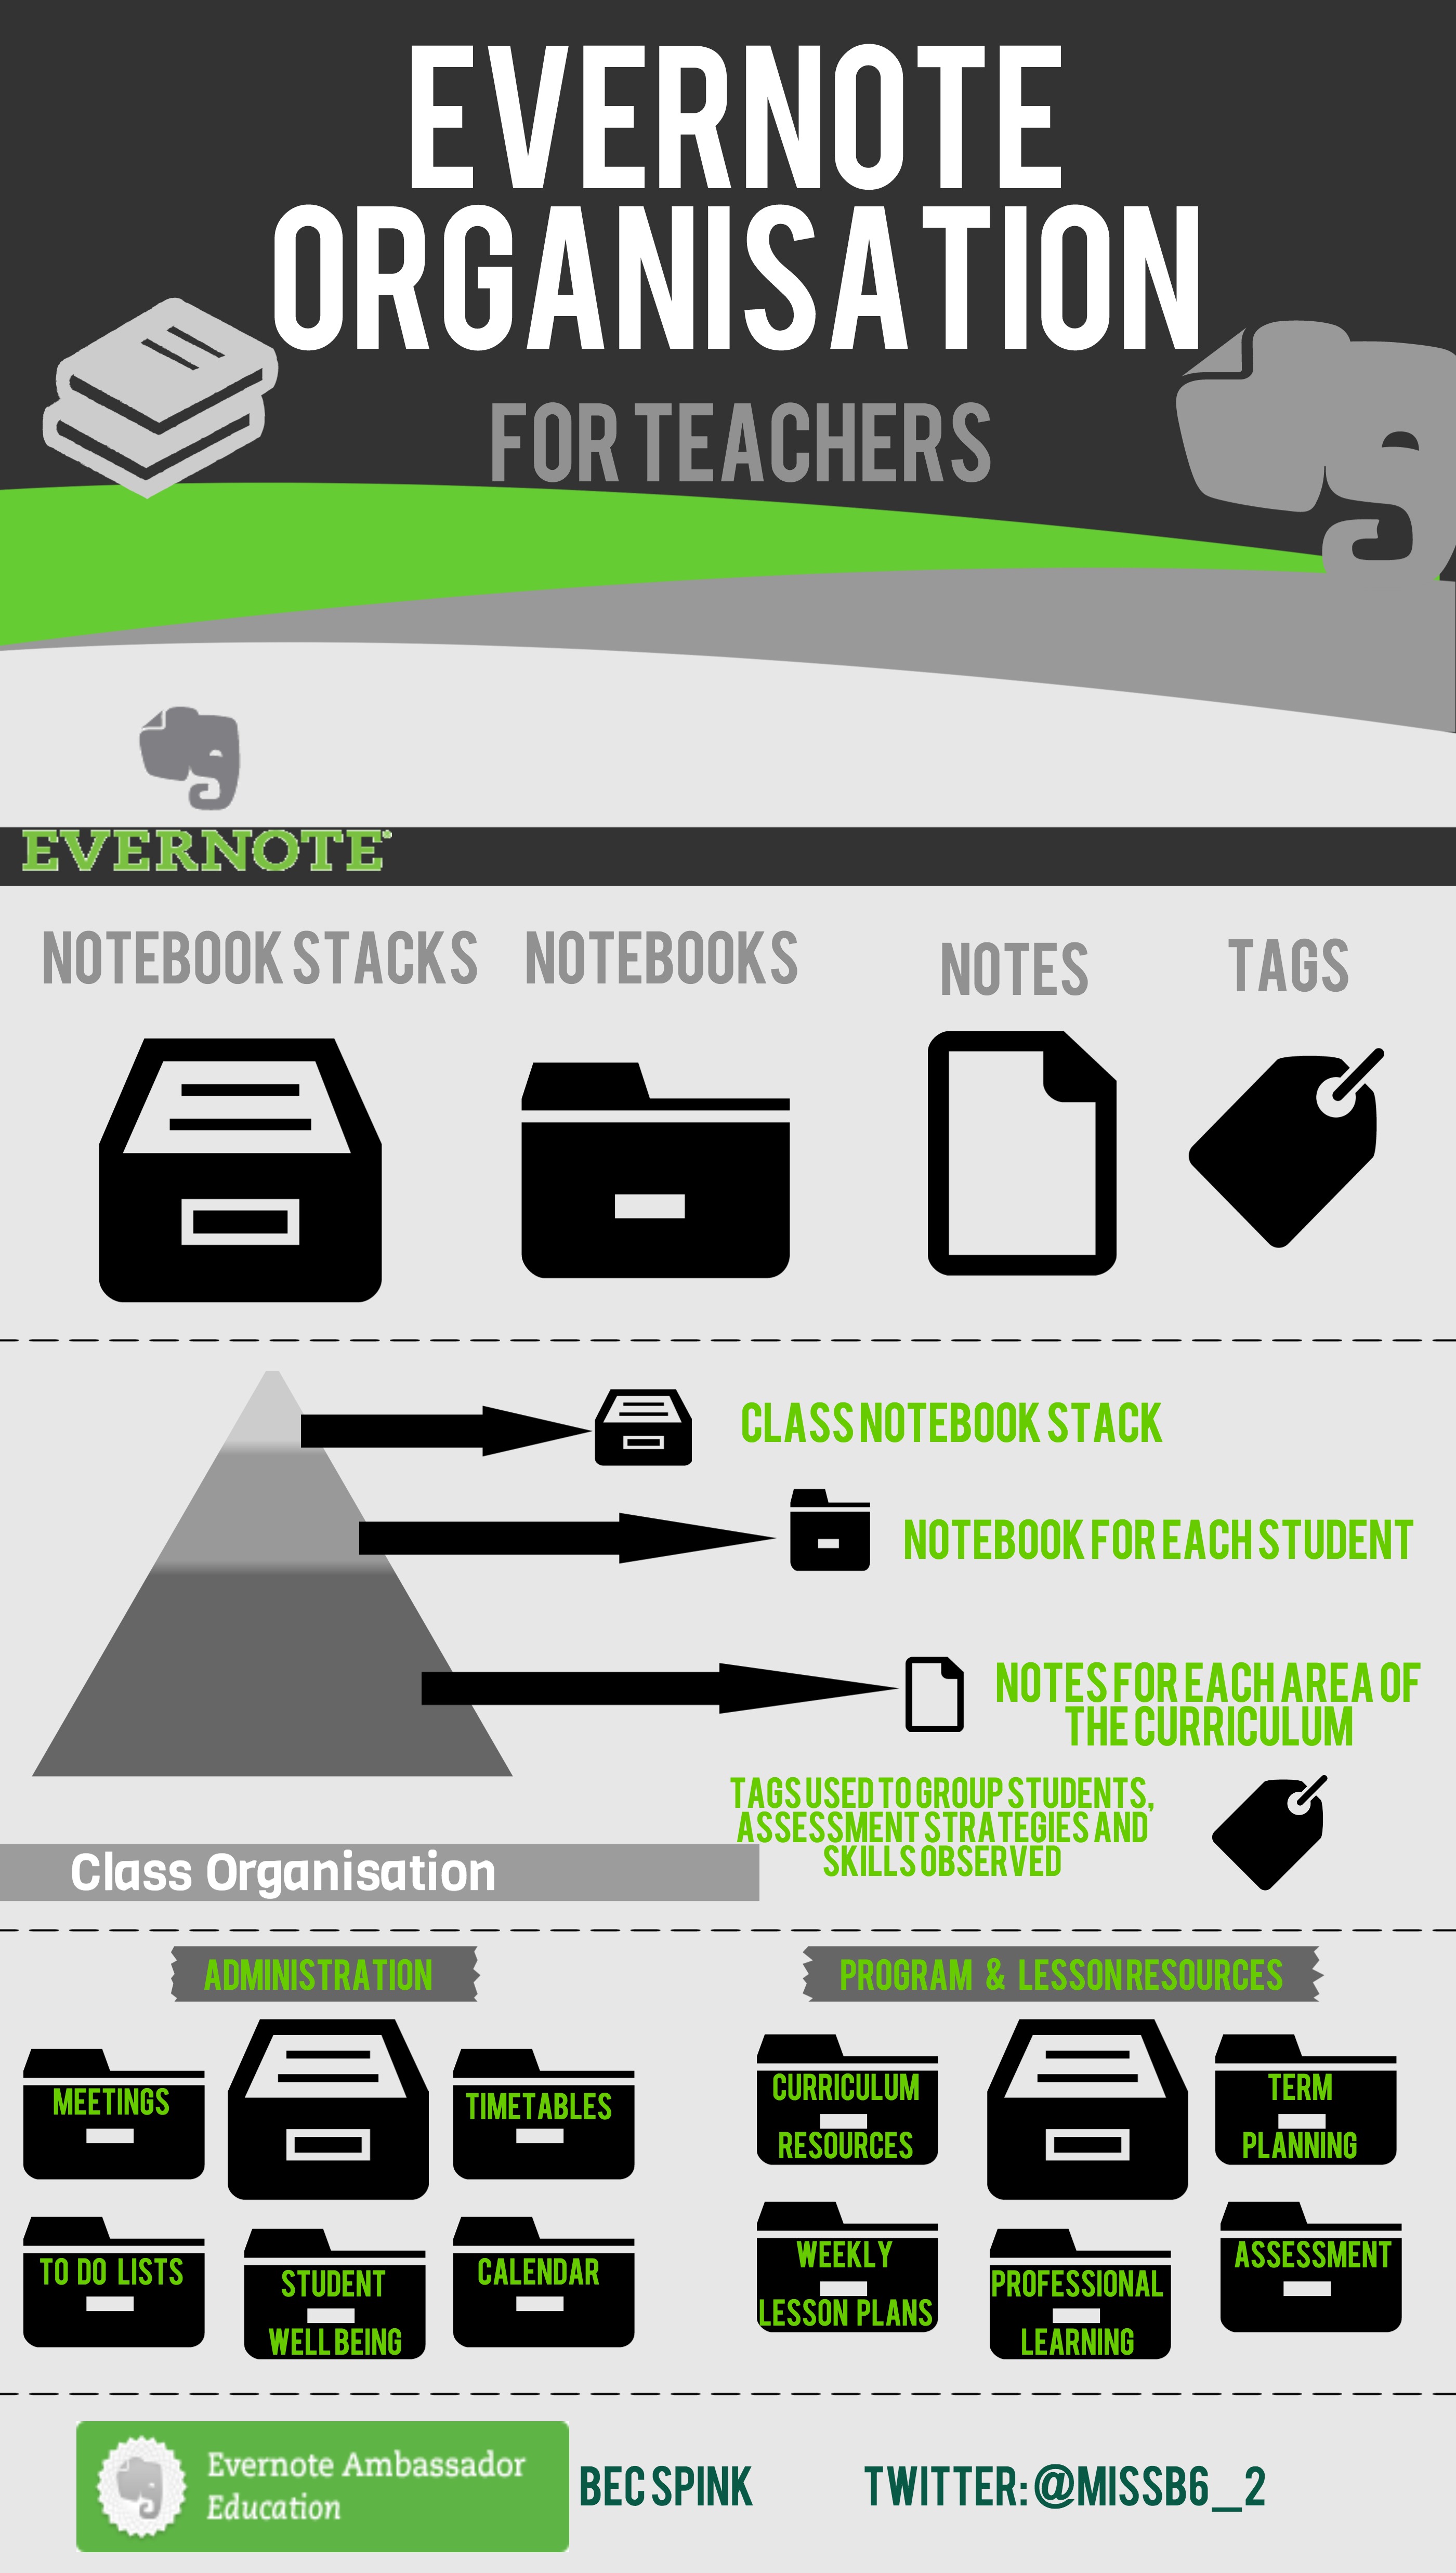 EVERNOTE
ORGANISATION
FOR TEACHERS
EVERNOTE®
NOTEBOOK STACKS
NOTEBOOKS
NOTES
TAGS
CLASS NOTEBOOK STACK
NOTEBOOK FOR EACH STUDENT
NOTES FOR EACH AREA OF
THE CURRICULUM
TAGS USED TO GROUP STUDENTS,
ASSESSMENT STRATEGIES AND
SKILLS OBSERVED
Class Organisation
ADMINISTRATION
MEETINGS
TIMETABLES
TO DO LISTS
STUDENT
WELL BEING
CALENDAR
PROGRAM & LESSON RESOURCES
CURRICULUM
RESOURCES
TERM
PLANNING
WEEKLY
LESSON PLANS
PROFESSIONAL
LEARNING
ASSESSMENT
Evernote Ambassador
Education
BEC SPINK
TWITTER: @MISSB6_2